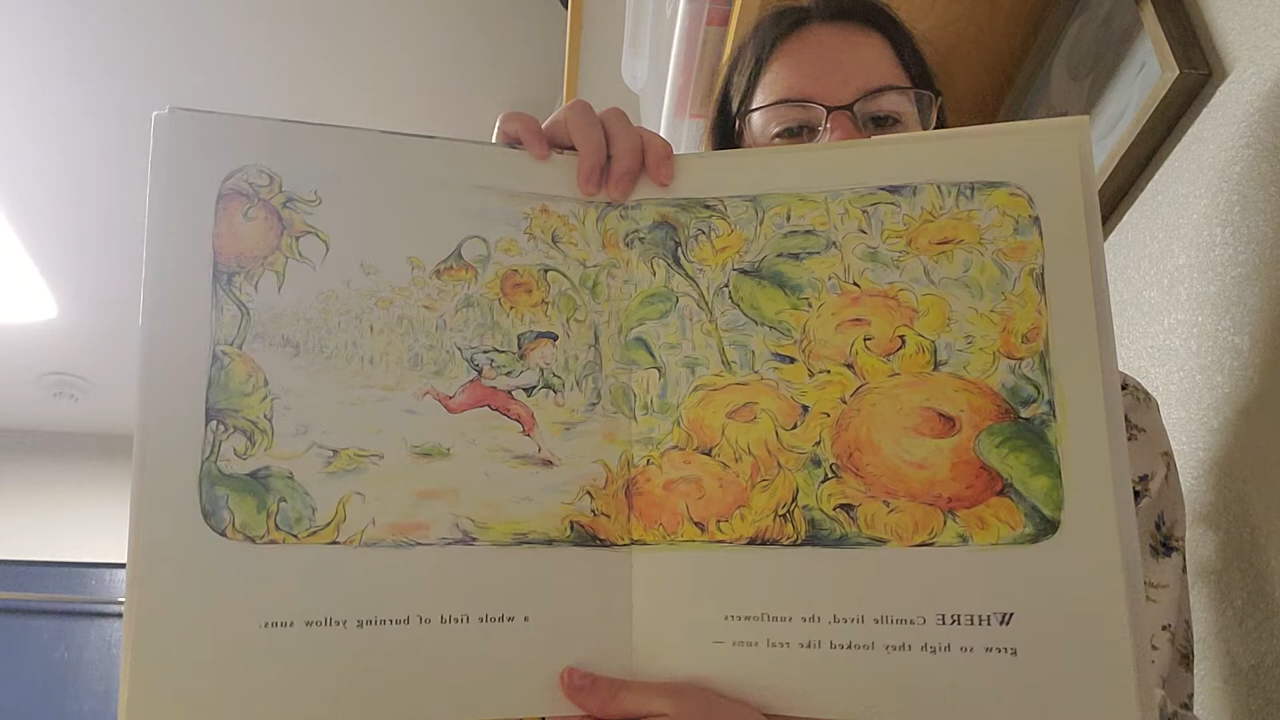 WHERE Camille lived, the sunflowers
grew so high they looked like real suns —
a whole field of burning yellow suns.